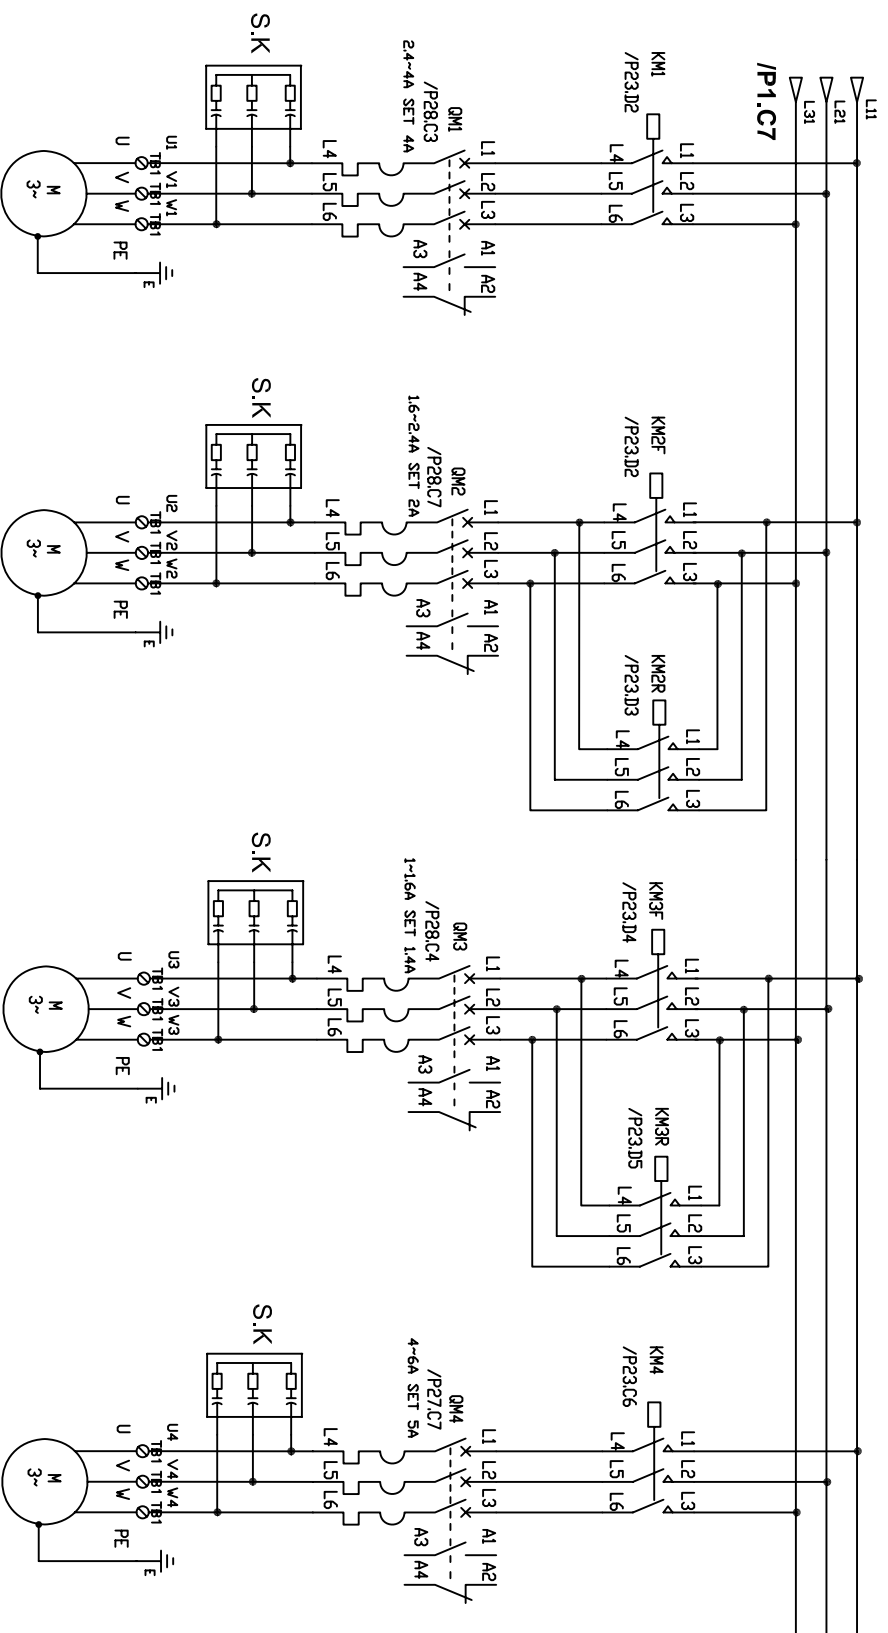 L11
L21
L31
/P1.C7
KM1
/P23.D2
L1 L2 L3
L4 L5 L6
QM1
/P28.C3
2.4~4A SET 4A
L1 L2 L3 A1 A2
A3 A4
L4 L5 L6
S.K
U1 V1 W1
TB1 TB1 TB1
U V W PE
E
M
3~
KM2F
/P23.D2
L1 L2 L3
L4 L5 L6
KM2R
/P23.D3
L1 L2 L3
L4 L5 L6
QM2
/P28.C7
1.6~2.4A SET 2A
L1 L2 L3 A1 A2
A3 A4
L4 L5 L6
S.K
U2 V2 W2
TB1 TB1 TB1
U V W PE
E
M
3~
KM3F
/P23.D4
L1 L2 L3
L4 L5 L6
KM3R
/P23.D5
L1 L2 L3
L4 L5 L6
QM3
/P28.C4
1~1.6A SET 1.4A
L1 L2 L3 A1 A2
A3 A4
L4 L5 L6
S.K
U3 V3 W3
TB1 TB1 TB1
U V W PE
E
M
3~
KM4
/P23.C6
L1 L2 L3
L4 L5 L6
QM4
/P27.C7
4~6A SET 5A
L1 L2 L3 A1 A2
A3 A4
L4 L5 L6
S.K
U4 V4 W4
TB1 TB1 TB1
U V W PE
E
M
3~